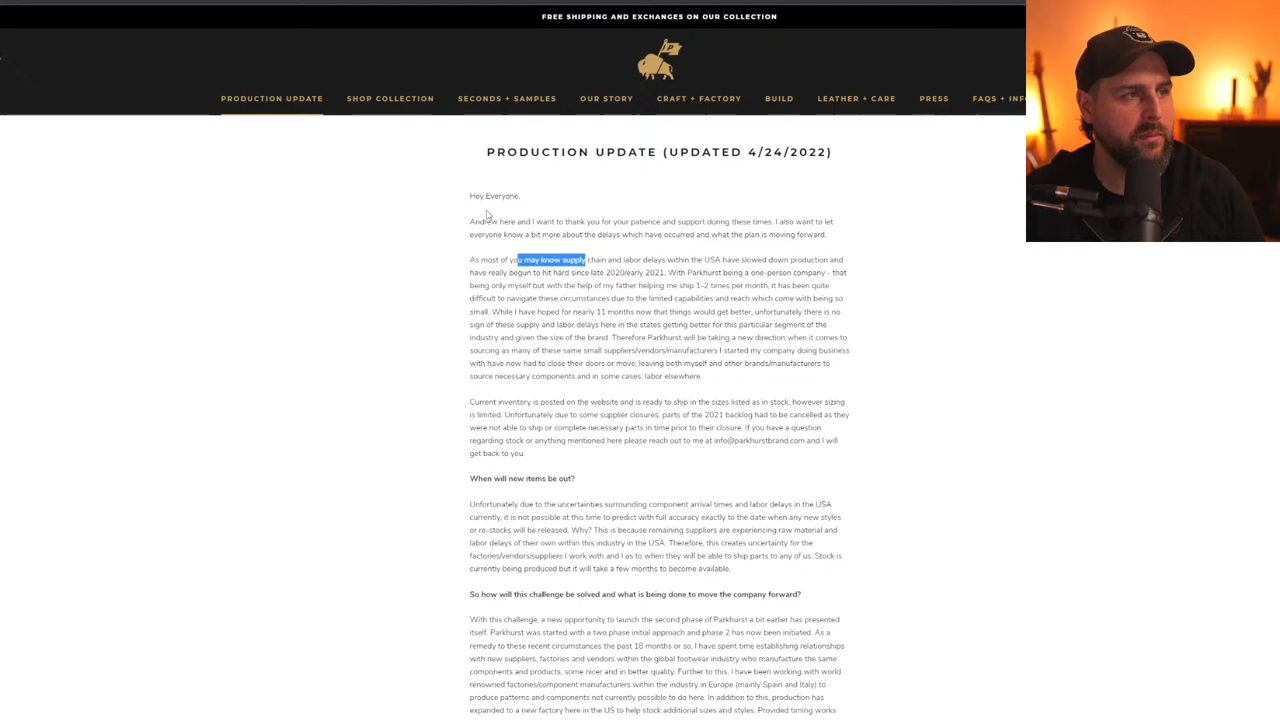 FREE SHIPPING AND EXCHANGES ON OUR COLLECTION
PRODUCTION UPDATE SHOP COLLECTION SECONDS + SAMPLES OUR STORY CRAFT + FACTORY BUILD LEATHER + CARE PRESS FAQS + INF
PRODUCTION UPDATE (UPDATED 4/24/2022)
Hey Everyone,
Andrew here and I want to thank you for your patience and support during these times. I also want to let
everyone know a bit more about the delays which have occurred and what the plan is moving forward.
As most of you may know supply chain and labor delays within the USA have slowed down production and
have really begun to hit hard since late 2020/early 2021. With Parkhurst being a one-person company - that
being only myself but with the help of my father helping me ship 1-2 times per month, it has been quite
difficult to navigate these circumstances due to the limited capabilities and reach which come with being so
small. While I have hoped for nearly 11 months now that things would get better, unfortunately there is no
sign of these supply and labor delays here in the states getting better for this particular segment of the
industry and given the size of the brand. Therefore Parkhurst will be taking a new direction when it comes to
sourcing as many of these same small suppliers/vendors/manufacturers I started my company doing business
with have now had to close their doors or move, leaving both myself and other brands/manufacturers to
source necessary components and in some cases, labor elsewhere.
Current inventory is posted on the website and is ready to ship in the sizes listed as in stock, however sizing
is limited. Unfortunately due to some supplier closures, parts of the 2021 backlog had to be cancelled as they
were not able to ship or complete necessary parts in time prior to their closure. If you have a question
regarding stock or anything mentioned here please reach out to me at info@parkhurstbrand.com and I will
get back to you.
When will new items be out?
Unfortunately due to the uncertainties surrounding component arrival times and labor delays in the USA
currently, it is not possible at this time to predict with full accuracy exactly to the date when any new styles
or re-stocks will be released. Why? This is because remaining suppliers are experiencing raw material and
labor delays of their own within this industry in the USA. Therefore, this creates uncertainty for the
factories/vendors/suppliers I work with and I as to when they will be able to ship parts to any of us. Stock is
currently being produced but it will take a few months to become available.
So how will this challenge be solved and what is being done to move the company forward?
With this challenge, a new opportunity to launch the second phase of Parkhurst a bit earlier has presented
itself. Parkhurst was started with a two phase initial approach and phase 2 has now been initiated. As a
remedy to these recent circumstances the past 18 months or so, I have spent time establishing relationships
with new suppliers, factories and vendors within the global footwear industry who manufacture the same
components and products, some nicer and in better quality. Further to this, I have been working with world
renowned factories/component manufacturers within the industry in Europe (mainly Spain and Italy) to
produce patterns and components not currently possible to do here. In addition to this, production has
expanded to a new factory here in the US to help stock additional sizes and styles. Provided timing works